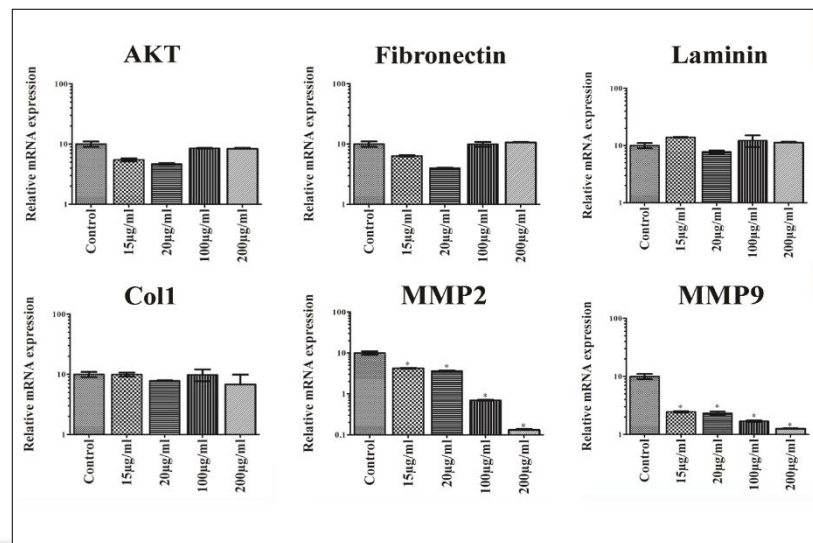 AKT
Relative mRNA expression
100
10
1
Control
15µg/ml
20µg/ml
100µg/ml
200µg/ml
Fibronectin
Relative mRNA expression
100
10
1
Control
15µg/ml
20µg/ml
100µg/ml
200µg/ml
Laminin
Relative mRNA expression
100
10
1
Control
15µg/ml
20µg/ml
100µg/ml
200µg/ml
Col1
Relative mRNA expression
100
10
1
Control
15µg/ml
20µg/ml
100µg/ml
200µg/ml
MMP2
Relative mRNA expression
100
10
1
0.1
* * * *
Control
15µg/ml
20µg/ml
100µg/ml
200µg/ml
MMP9
Relative mRNA expression
100
10
1
* * * *
Control
15µg/ml
20µg/ml
100µg/ml
200µg/ml